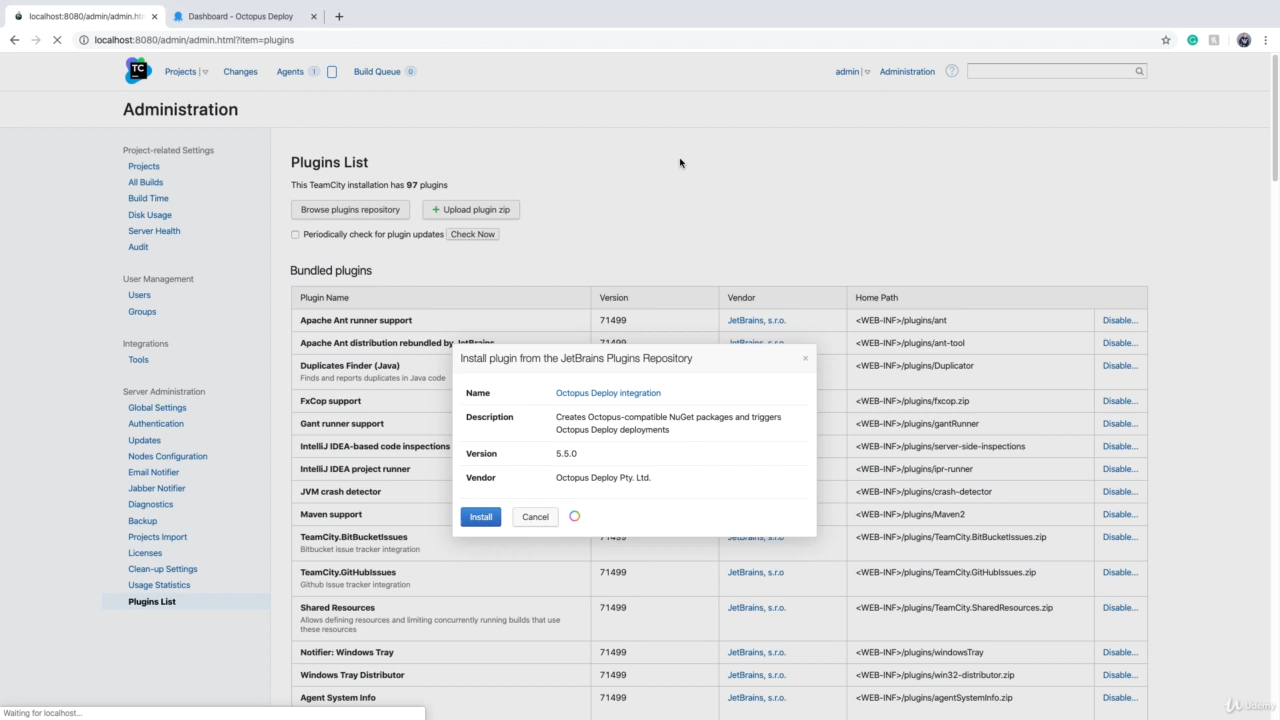 localhost:8080/admin/admin.ht
Dashboard - Octopus Deploy
localhost:8080/admin/admin.html?item=plugins
TC
Projects
Changes
Agents 1
Build Queue 0
admin
Administration
?
Administration
Project-related Settings
Projects
All Builds
Build Time
Disk Usage
Server Health
Audit
User Management
Users
Groups
Integrations
Tools
Server Administration
Global Settings
Authentication
Updates
Nodes Configuration
Email Notifier
Jabber Notifier
Diagnostics
Backup
Projects Import
Licenses
Clean-up Settings
Usage Statistics
Plugins List
Plugins List
This TeamCity installation has 97 plugins
Browse plugins repository
+ Upload plugin zip
Periodically check for plugin updates Check Now
Bundled plugins
Plugin Name Version Vendor Home Path
Apache Ant runner support 71499 JetBrains, s.r.o. <WEB-INF>/plugins/ant Disable...
Apache Ant distribution rebundled by JetBrains 71499 JetBrains, s.r.o. <WEB-INF>/plugins/ant-tool Disable...
Duplicates Finder (Java) <WEB-INF>/plugins/Duplicator Disable...
Finds and reports duplicates in Java code
FxCop support <WEB-INF>/plugins/fxcop.zip Disable...
Gant runner support <WEB-INF>/plugins/gantRunner Disable...
IntelliJ IDEA-based code inspections <WEB-INF>/plugins/server-side-inspections Disable...
IntelliJ IDEA project runner <WEB-INF>/plugins/ipr-runner Disable...
JVM crash detector <WEB-INF>/plugins/crash-detector Disable...
Maven support <WEB-INF>/plugins/Maven2 Disable...
TeamCity.BitBucketIssues 71499 JetBrains, s.r.o <WEB-INF>/plugins/TeamCity.BitBucketIssues.zip Disable...
Bitbucket issue tracker integration
TeamCity.GitHubIssues 71499 JetBrains, s.r.o <WEB-INF>/plugins/TeamCity.GitHubIssues.zip Disable...
Github Issue tracker integration
Shared Resources 71499 JetBrains, s.r.o. <WEB-INF>/plugins/TeamCity.SharedResources.zip Disable...
Allows defining resources and limiting concurrently running builds that use
these resources
Notifier: Windows Tray 71499 JetBrains, s.r.o. <WEB-INF>/plugins/windowsTray Disable...
Windows Tray Distributor 71499 JetBrains, s.r.o. <WEB-INF>/plugins/win32-distributor.zip Disable...
Agent System Info 71499 JetBrains, s.r.o. <WEB-INF>/plugins/agentSystemInfo.zip Disable...
Install plugin from the JetBrains Plugins Repository
Name Octopus Deploy integration
Description Creates Octopus-compatible NuGet packages and triggers
Octopus Deploy deployments
Version 5.5.0
Vendor Octopus Deploy Pty. Ltd.
Install Cancel
Waiting for localhost...
Udemy